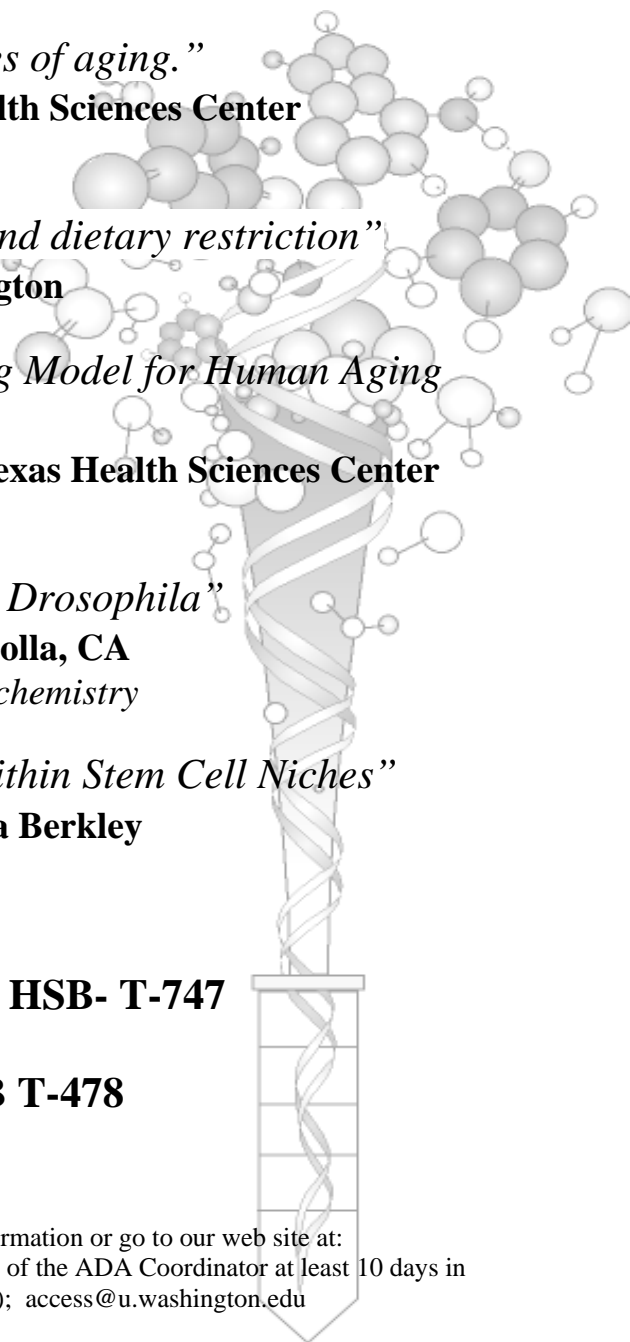 es of aging.”
lth Sciences Center
nd dietary restriction”
gton
g Model for Human Aging
exas Health Sciences Center
Drosophila”
olla, CA
chemistry
ithin Stem Cell Niches”
a Berkley
HSB- T-747
T-478
rmation or go to our web site at:
of the ADA Coordinator at least 10 days in
); access@u.washington.edu